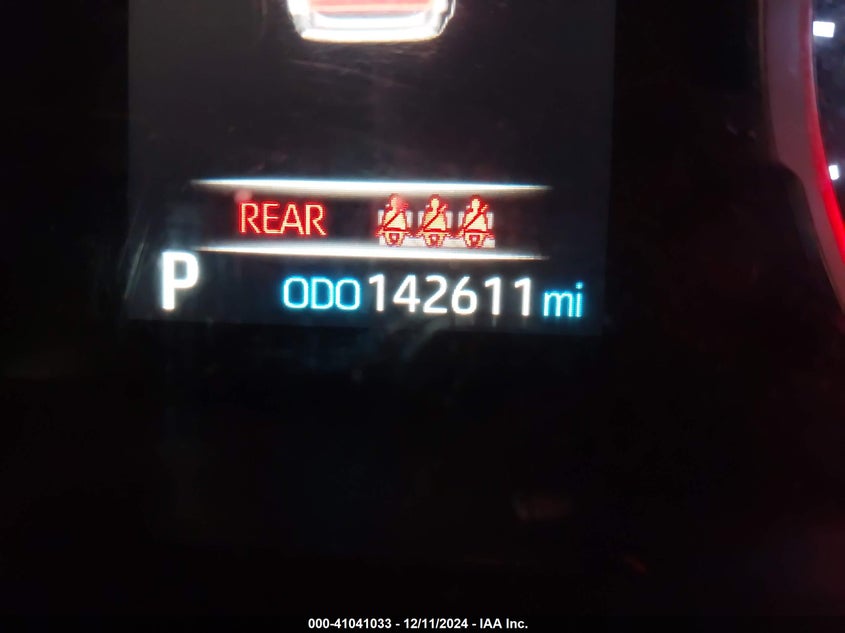 REAR
P ODO 142611 mi
000-41041033 - 12/11/2024 - IAA Inc.